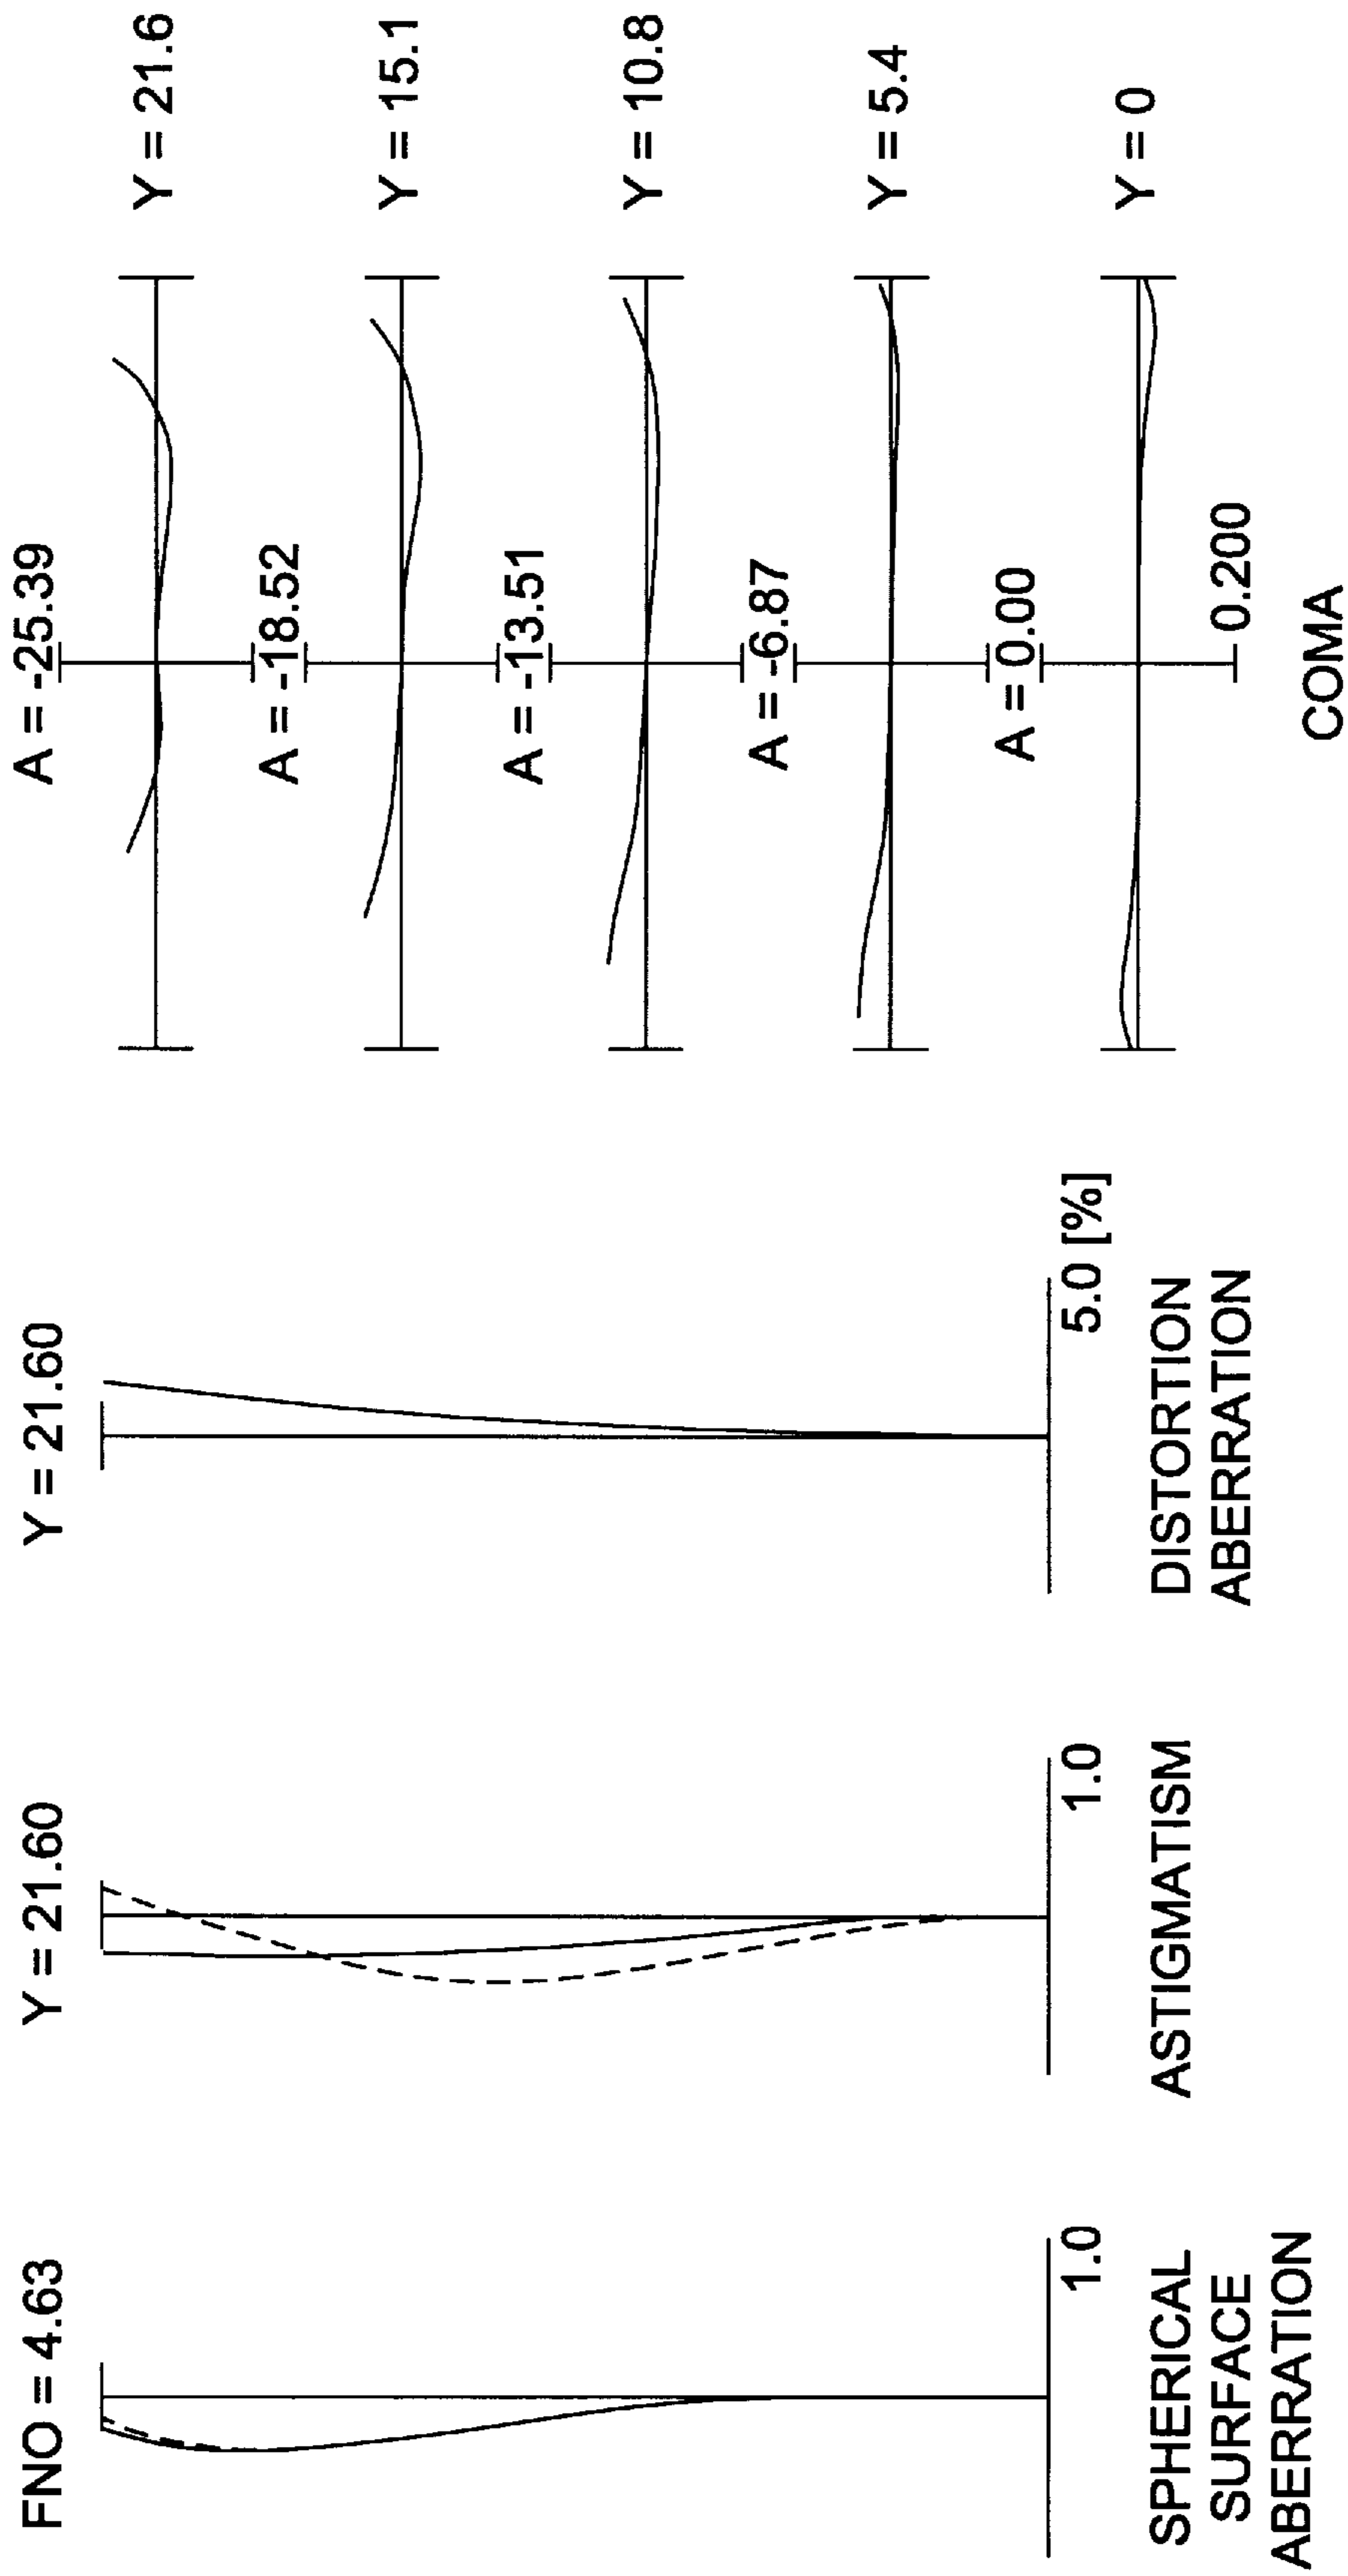 FNO = 4.63
1.0
SPHERICAL
SURFACE
ABERRATION
Y = 21.60
1.0
ASTIGMATISM
Y = 21.60
5.0 [%]
DISTORTION
ABERRATION
A = -25.39
Y = 21.6
A = -18.52
Y = 15.1
A = -13.51
Y = 10.8
A = -6.87
Y = 5.4
A = 0.00
Y = 0
0.200
COMA